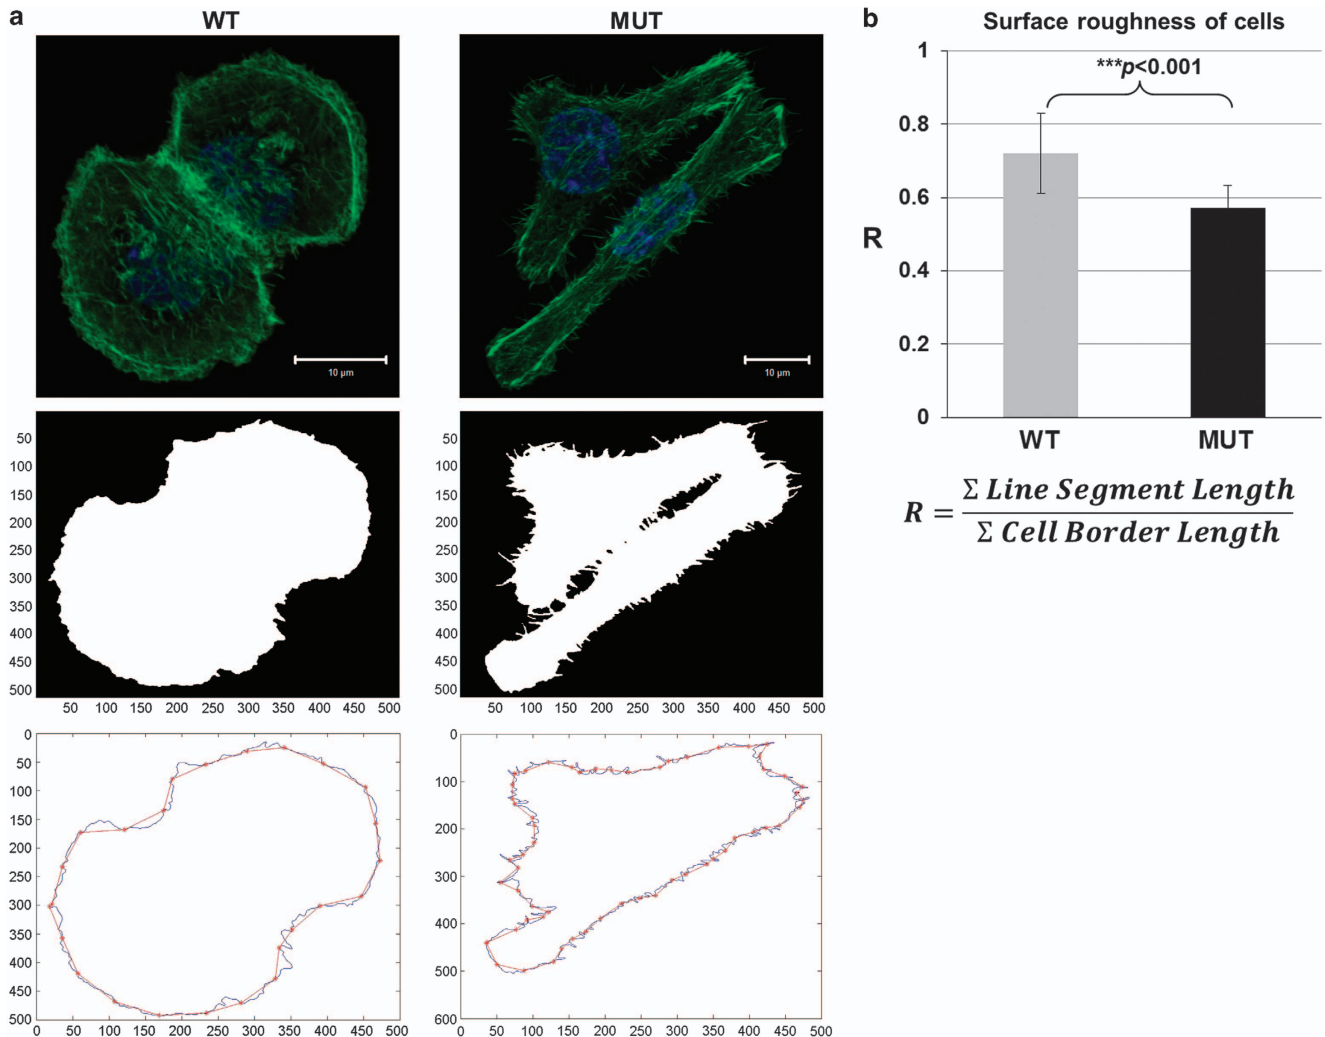 a
WT
MUT
10 µm
10 µm
50
100
150
200
250
300
350
400
450
500
50 100 150 200 250 300 350 400 450 500
50
100
150
200
250
300
350
400
450
500
50 100 150 200 250 300 350 400 450 500
0
50
100
150
200
250
300
350
400
450
500
0 50 100 150 200 250 300 350 400 450 500
0
100
200
300
400
500
600
0 50 100 150 200 250 300 350 400 450 500
b
Surface roughness of cells
***p<0.001
1
0.8
0.6
0.4
0.2
0
R
WT MUT
R = Σ Line Segment Length
Σ Cell Border Length